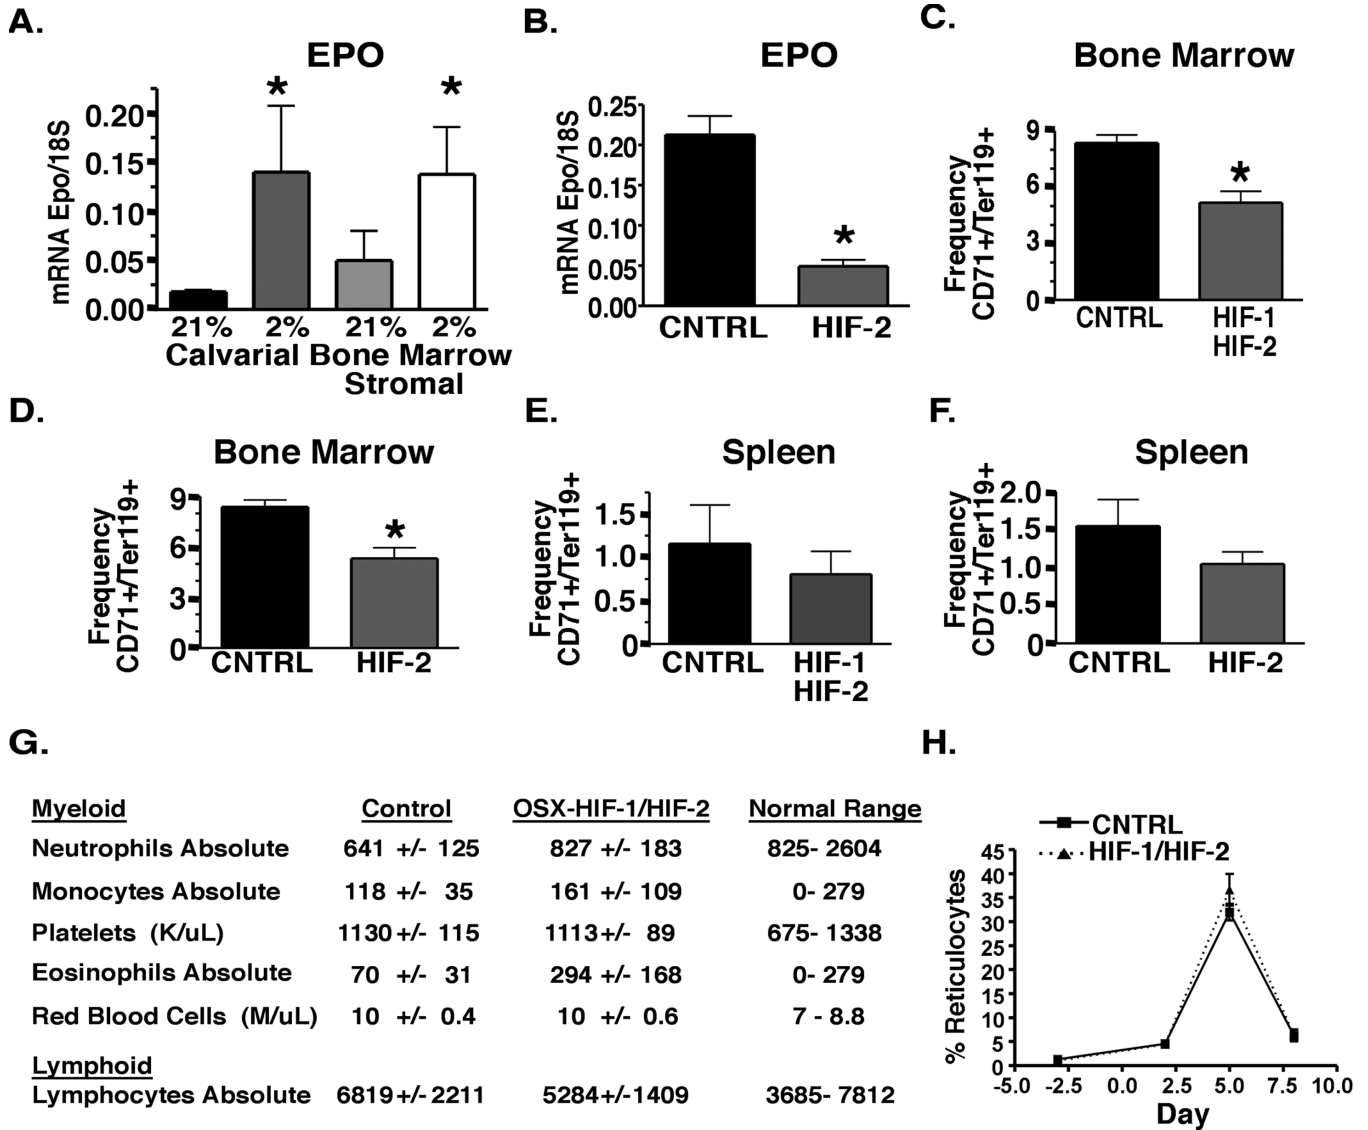 A.
EPO
mRNA Epo/18S
0.20
0.15
0.10
0.05
0.00
*
*
21% 2% 21% 2%
Calvarial Bone Marrow
Stromal
B.
EPO
mRNA Epo/18S
0.25
0.20
0.15
0.10
0.05
0.00
*
CNTRL HIF-2
C.
Bone Marrow
Frequency
CD71+/Ter119+
9
6
3
0
*
CNTRL HIF-1
HIF-2
D.
Bone Marrow
Frequency
CD71+/Ter119+
9
6
3
0
*
CNTRL HIF-2
E.
Spleen
Frequency
CD71+/Ter119+
1.5
1.0
0.5
0
CNTRL HIF-1
HIF-2
F.
Spleen
Frequency
CD71+/Ter119+
2.0
1.5
1.0
0.5
0
CNTRL HIF-2
G.
Myeloid Control OSX-HIF-1/HIF-2 Normal Range
Neutrophils Absolute 641 +/- 125 827 +/- 183 825- 2604
Monocytes Absolute 118 +/- 35 161 +/- 109 0- 279
Platelets (K/uL) 1130 +/- 115 1113 +/- 89 675- 1338
Eosinophils Absolute 70 +/- 31 294 +/- 168 0- 279
Red Blood Cells (M/uL) 10 +/- 0.4 10 +/- 0.6 7 - 8.8
Lymphoid
Lymphocytes Absolute 6819 +/- 2211 5284 +/- 1409 3685- 7812
H.
CNTRL
HIF-1/HIF-2
% Reticulocytes
45
40
35
30
25
20
15
10
5
0
-5.0 -2.5 0.0 2.5 5.0 7.5 10.0
Day